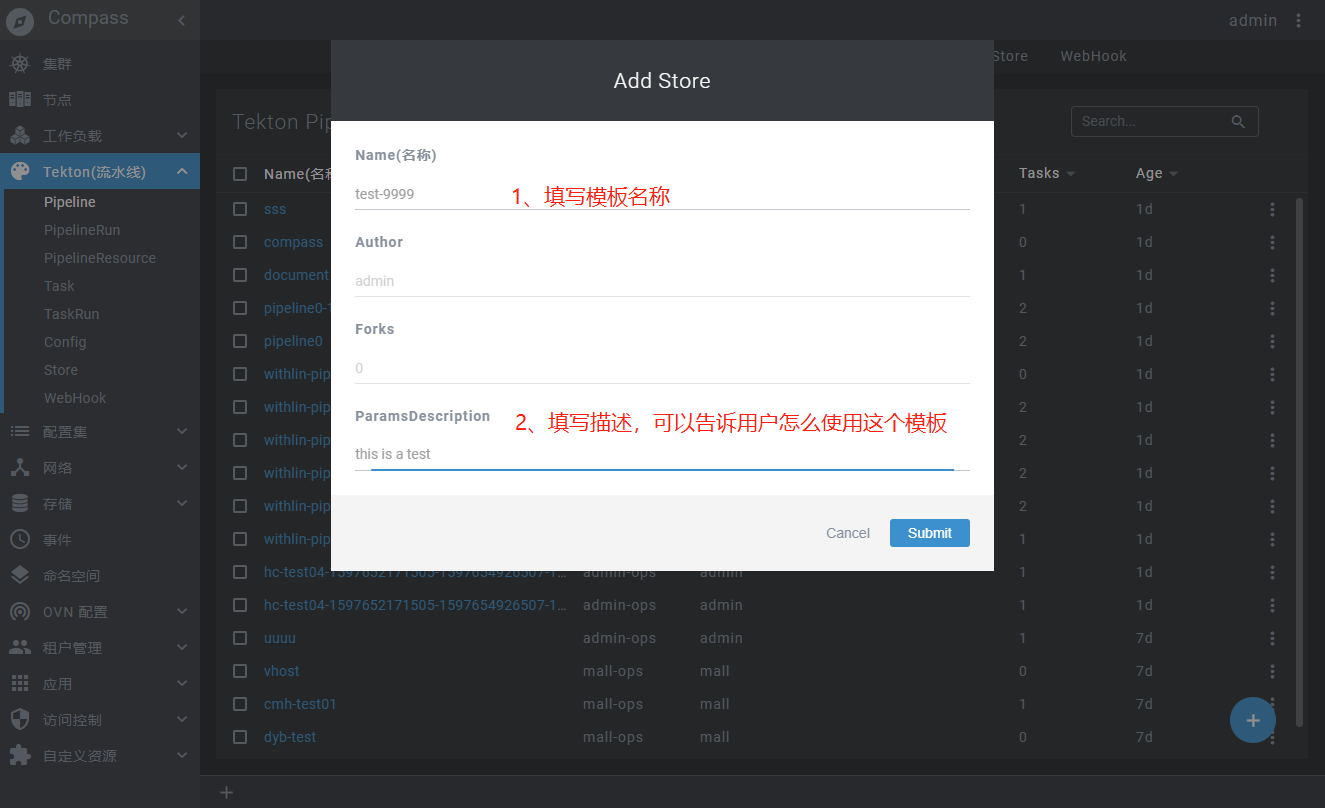 Compass
admin
集群
节点
工作负载
Tekton(流水线)
Pipeline
PipelineRun
PipelineResource
Task
TaskRun
Config
Store
WebHook
配置集
网络
存储
事件
命名空间
OVN 配置
租户管理
应用
访问控制
自定义资源
Store WebHook
Tekton Pip
Search...
Name(名称 Tasks Age
sss 1 1d
compass 0 1d
document 1 1d
pipeline0-1 2 1d
pipeline0 2 1d
withlin-pip 0 1d
withlin-pip 2 1d
withlin-pip 2 1d
withlin-pip 2 1d
withlin-pip 2 1d
withlin-pip 1 1d
hc-test04-1597652171505-1597654926507-1... admin-ops admin 1 1d
hc-test04-1597652171505-1597654926507-1... admin-ops admin 1 1d
uuuu admin-ops admin 1 7d
vhost mall-ops mall 0 7d
cmh-test01 mall-ops mall 1 7d
dyb-test mall-ops mall 0 7d
Add Store
Name(名称)
test-9999
1、填写模板名称
Author
admin
Forks
0
ParamsDescription
2、填写描述，可以告诉用户怎么使用这个模板
this is a test
Cancel Submit